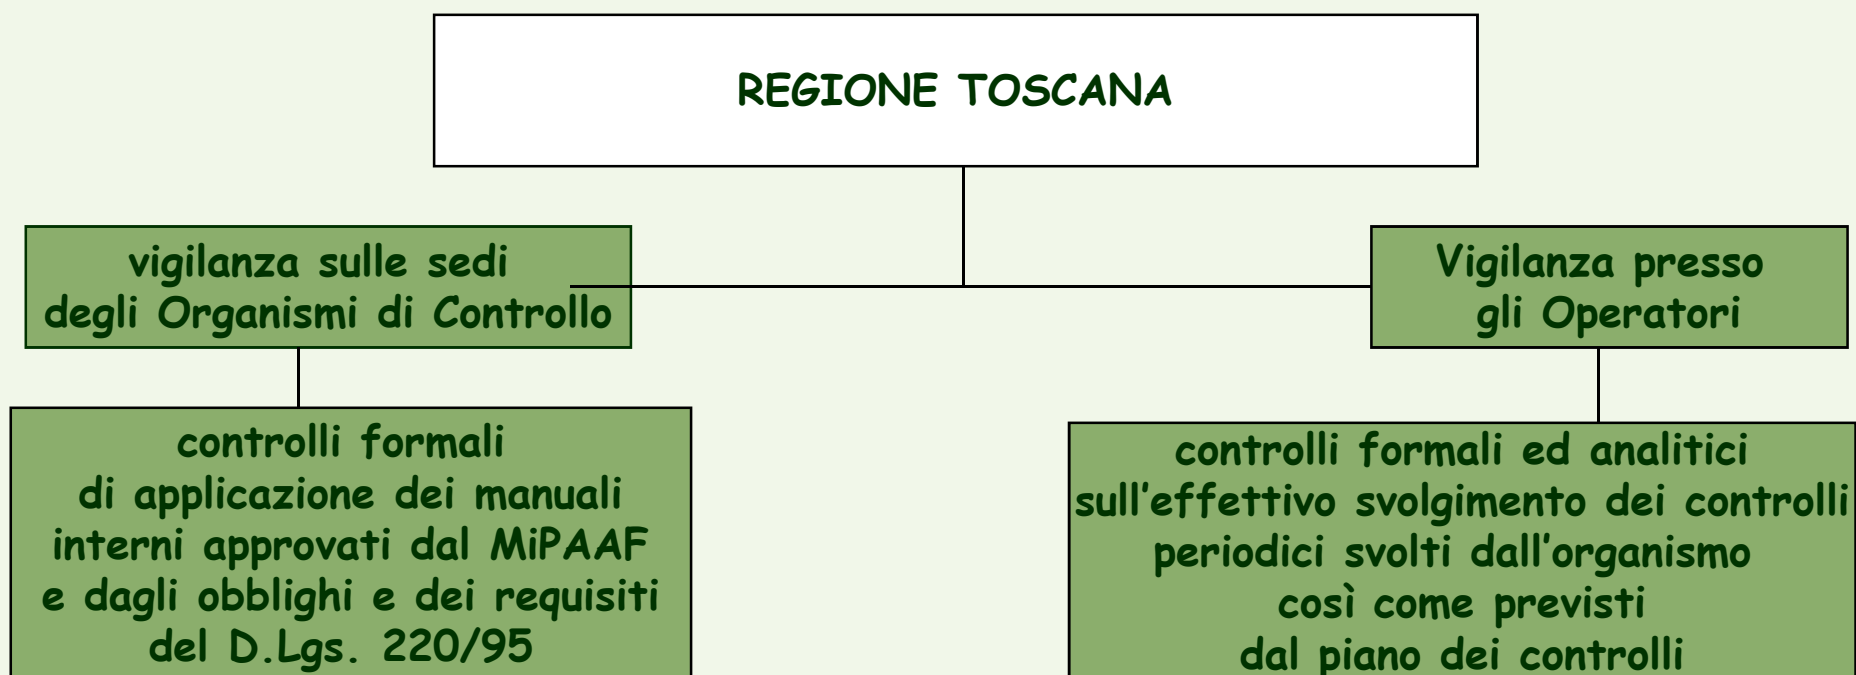 REGIONE TOSCANA
vigilanza sulle sedi
degli Organismi di Controllo
Vigilanza presso
gli Operatori
controlli formali
di applicazione dei manuali
interni approvati dal MiPAAF
e dagli obblighi e dei requisiti
del D.Lgs. 220/95
controlli formali ed analitici
sull'effettivo svolgimento dei controlli
periodici svolti dall'organismo
così come previsti
dal piano dei controlli